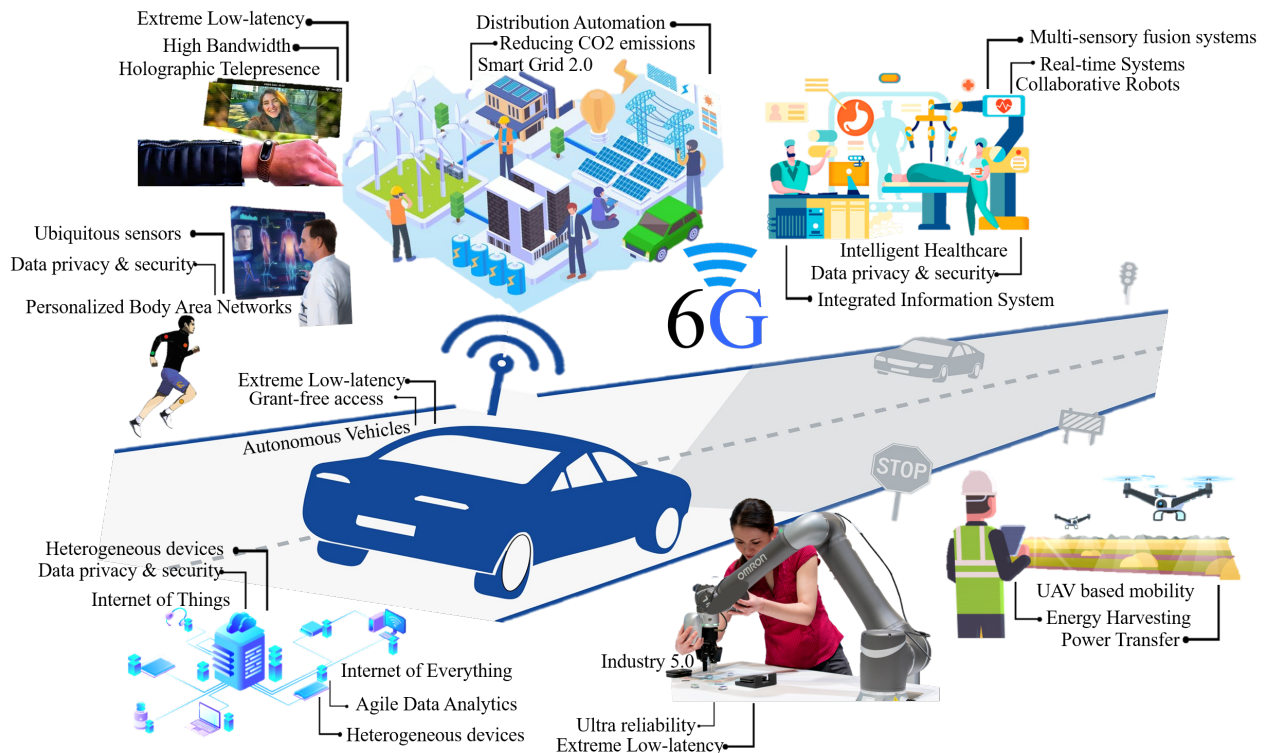 Extreme Low-latency
High Bandwidth
Holographic Telepresence
Distribution Automation
Reducing CO2 emissions
Smart Grid 2.0
Multi-sensory fusion systems
Real-time Systems
Collaborative Robots
Ubiquitous sensors
Data privacy & security
Personalized Body Area Networks
Intelligent Healthcare
Data privacy & security
Integrated Information System
6G
Extreme Low-latency
Grant-free access
Autonomous Vehicles
STOP
Heterogeneous devices
Data privacy & security
Internet of Things
Internet of Everything
Agile Data Analytics
Heterogeneous devices
OMRON
Industry 5.0
Ultra reliability
Extreme Low-latency
UAV based mobility
Energy Harvesting
Power Transfer